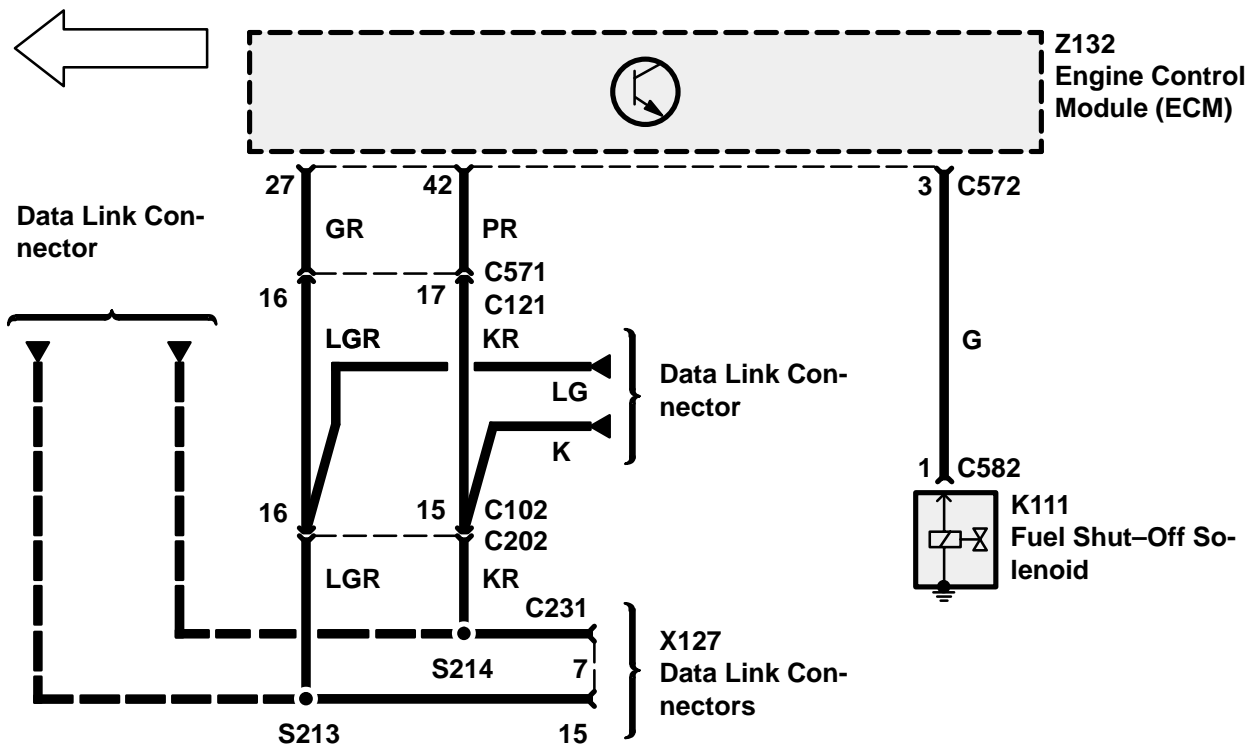 Z132
Engine Control
Module (ECM)
27
42
3 C572
Data Link Con-
nector
GR
PR
C571
16
17
C121
LGR
KR
G
LG
Data Link Con-
nector
K
1 C582
16
15
C102
C202
K111
Fuel Shut–Off So-
lenoid
LGR
KR
C231
X127
Data Link Con-
nectors
S214
7
S213
15